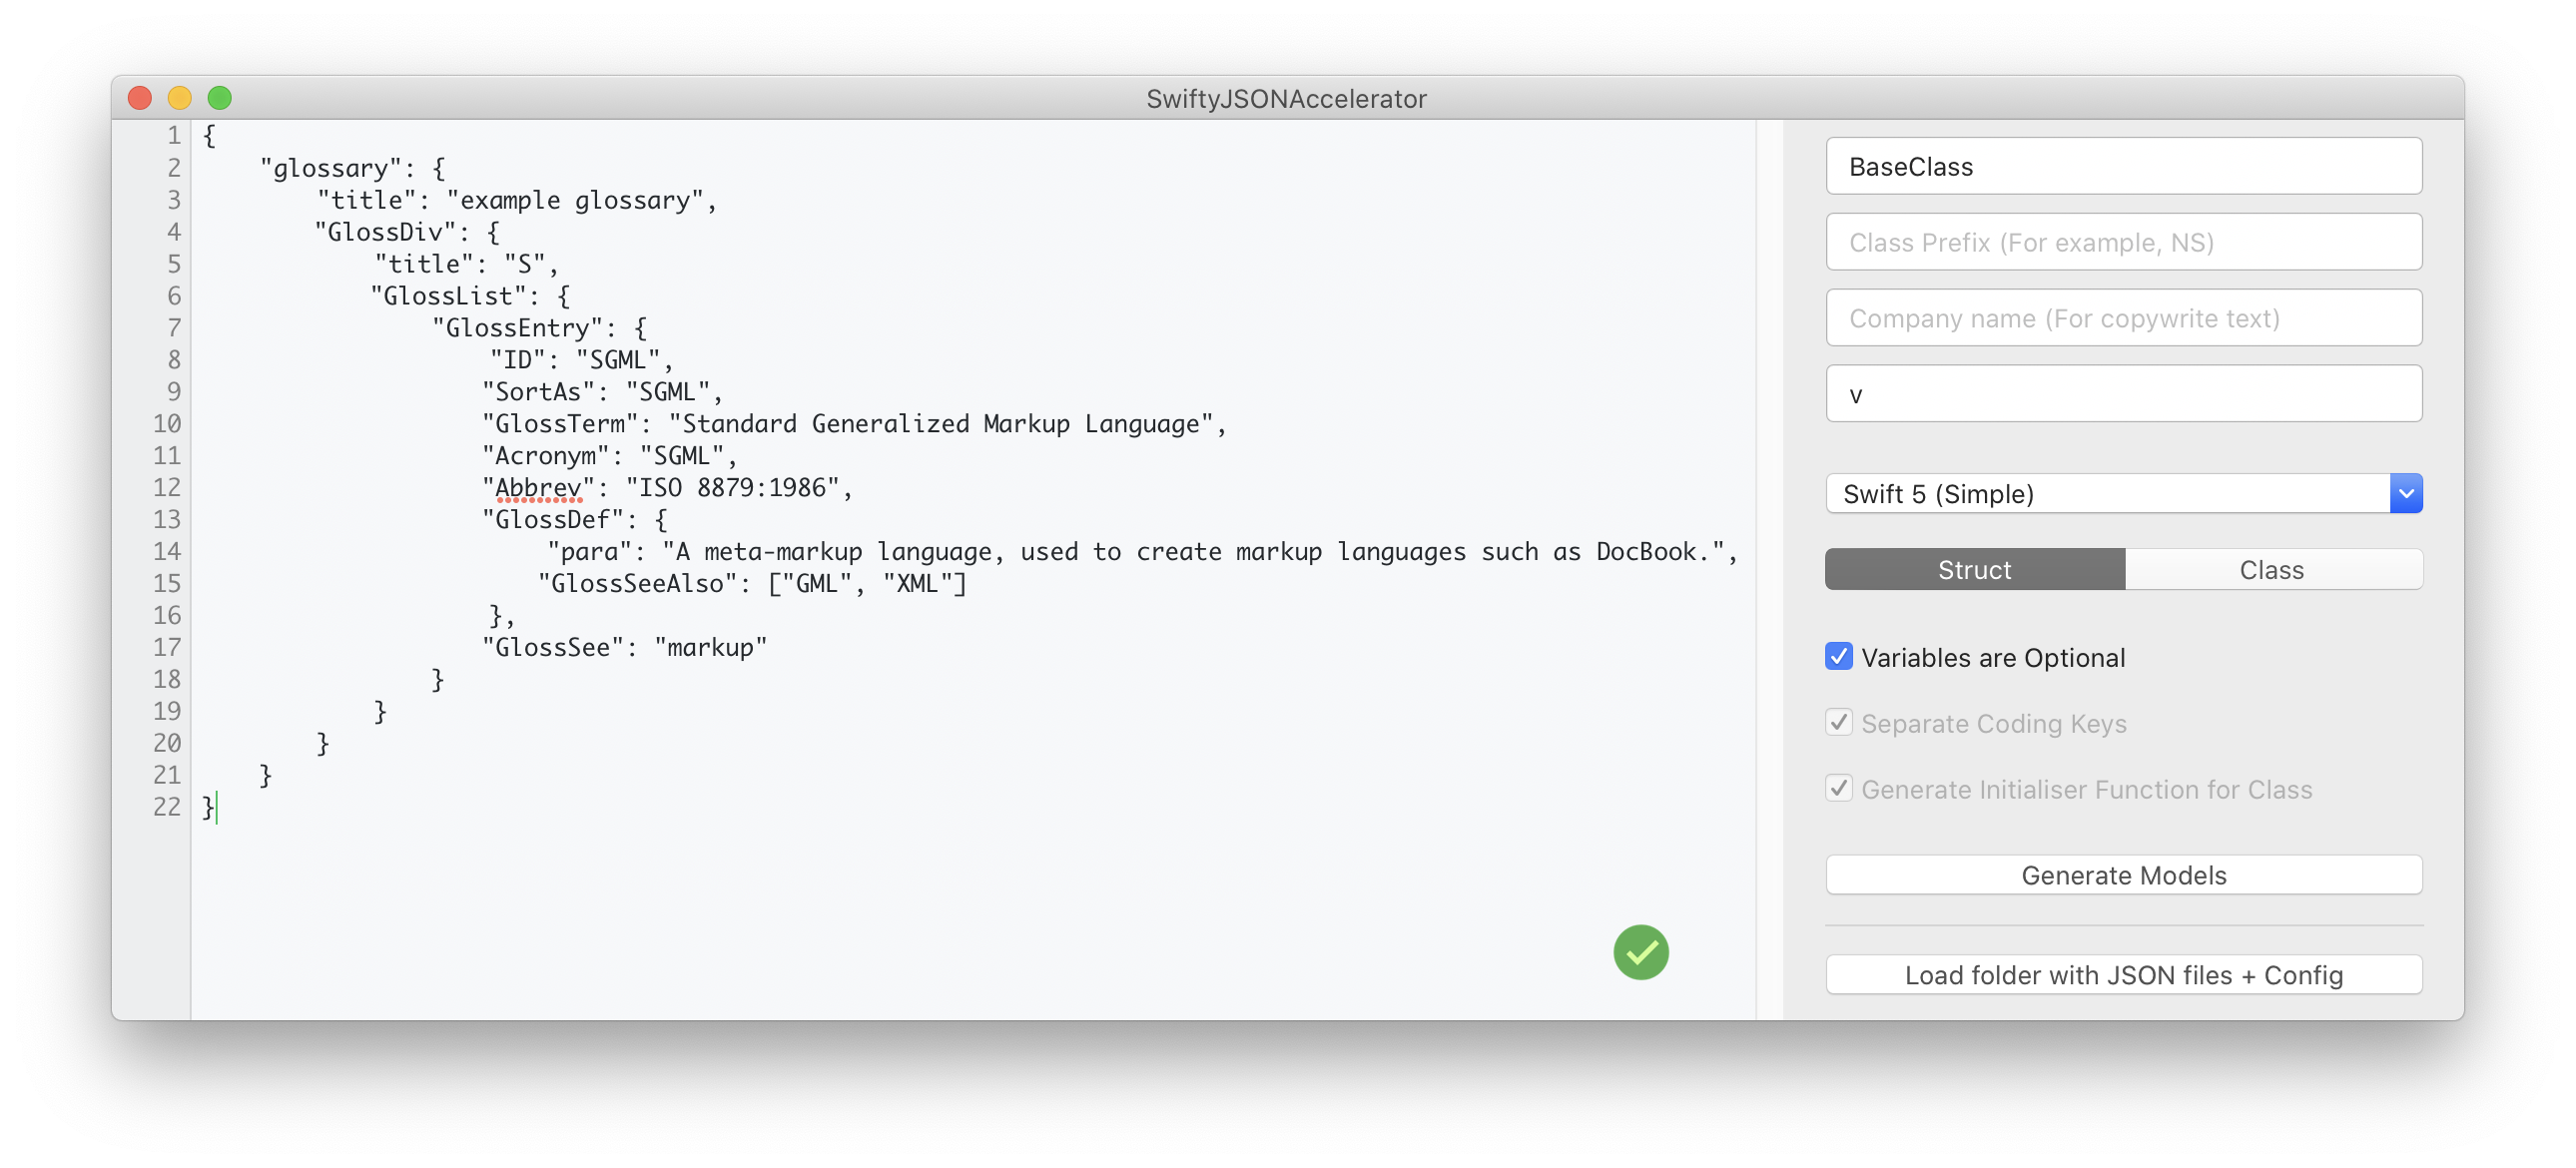 SwiftyJSONAccelerator
1 {
2 "glossary": {
3 "title": "example glossary",
4 "GlossDiv": {
5 "title": "S",
6 "GlossList": {
7 "GlossEntry": {
8 "ID": "SGML",
9 "SortAs": "SGML",
10 "GlossTerm": "Standard Generalized Markup Language",
11 "Acronym": "SGML",
12 "Abbrev": "ISO 8879:1986",
13 "GlossDef": {
14 "para": "A meta-markup language, used to create markup languages such as DocBook.",
15 "GlossSeeAlso": ["GML", "XML"]
16 },
17 "GlossSee": "markup"
18 }
19 }
20 }
21 }
22 }
BaseClass
Class Prefix (For example, NS)
Company name (For copywrite text)
v
Swift 5 (Simple)
Struct Class
Variables are Optional
Separate Coding Keys
Generate Initialiser Function for Class
Generate Models
Load folder with JSON files + Config